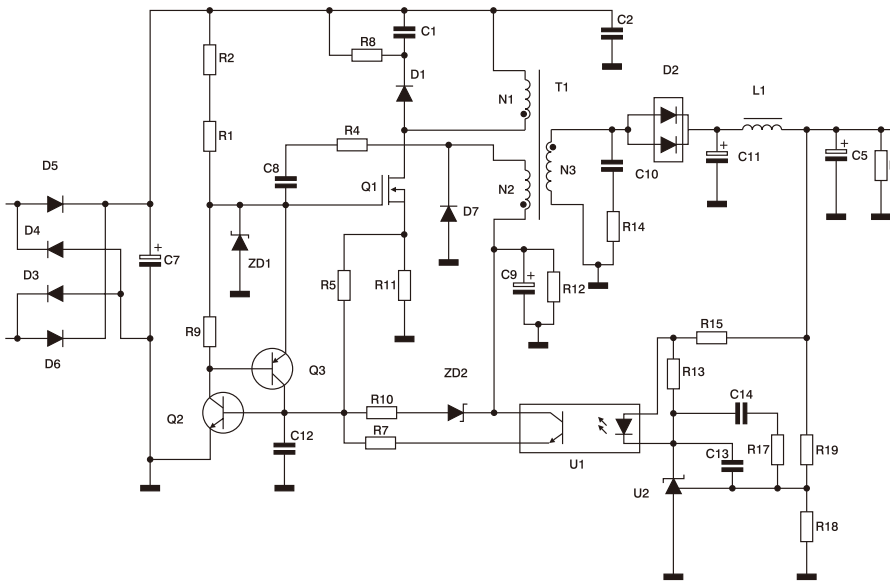 C1
C2
R8
R2
D1
D2
T1
L1
N1
R1
R4
D5
C8
Q1
N2
N3
C10
C11
C5
D4
D7
R14
C7
ZD1
D3
R5
R11
C9
R12
R9
R15
D6
Q3
ZD2
R13
R10
C14
Q2
C12
R7
U1
C13
R17
R19
U2
R18
+
+
+
+